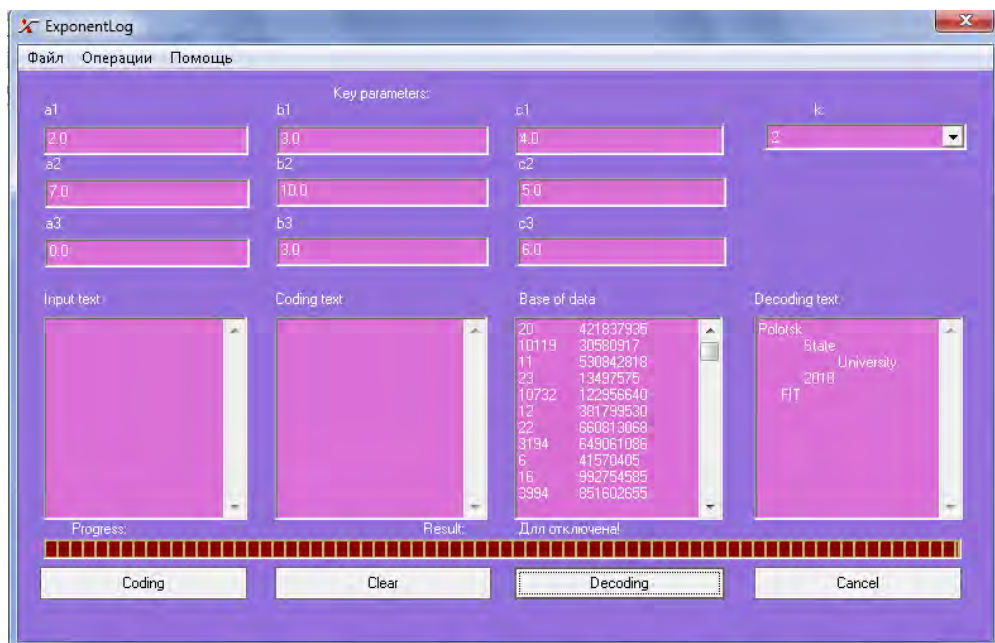 ExponentLog
Файл Операции Помощь
Key parameters:
a1 b1 c1 k:
2.0 3.0 4.0 2
a2 b2 c2
7.0 10.0 5.0
a3 b3 c3
0.0 3.0 6.0
Input text Coding text Base of data Decoding text
20 421837935 Polotsk
10119 30580917 State
11 530842818 University
23 13497575 2018
10732 122956640 FIT
12 381799530
22 660813068
3194 649061086
6 41570405
16 992754585
3994 851602655
Progress: Result: Длл отключена!
Coding Clear Decoding Cancel